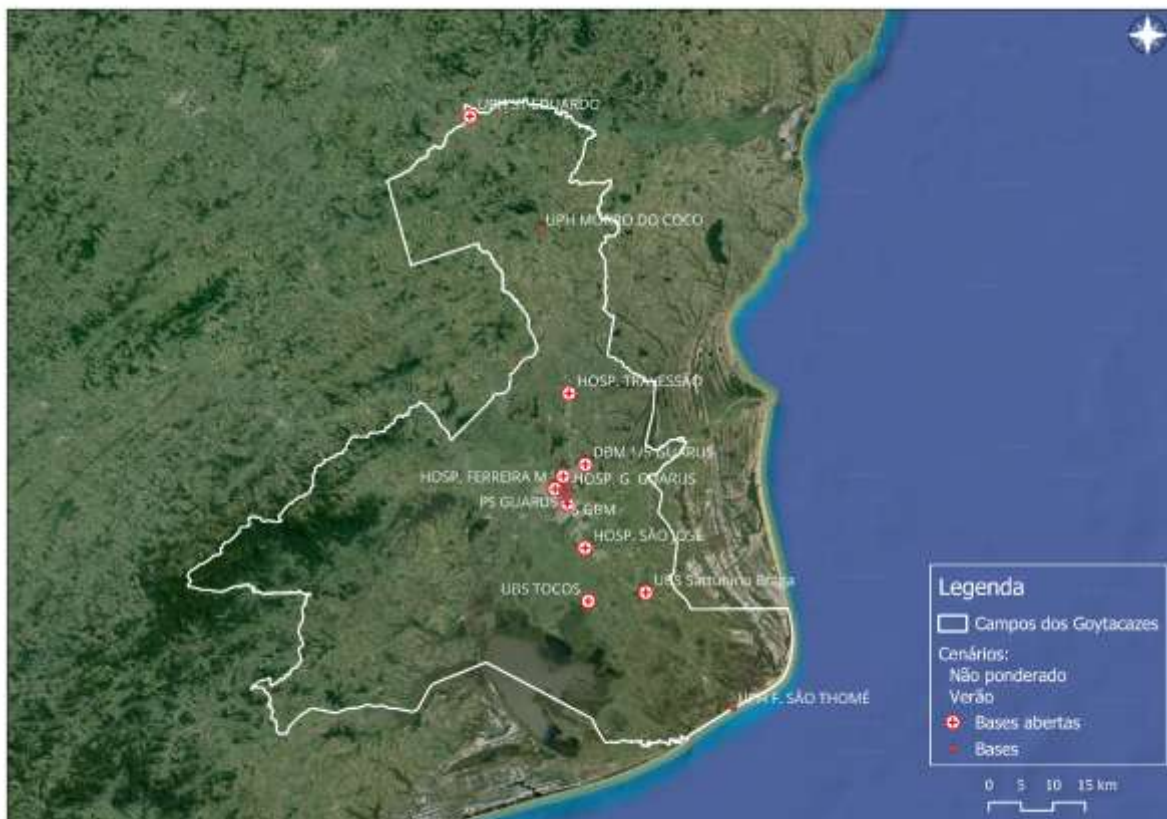 UPH ST EDUARDO
UPH MORRO DO COCO
HOSP. TRAVESSÃO
DBM 1/5 GUARUS
HOSP. FERREIRA M
HOSP. G. GUARUS
PS GUARUS
GBM
HOSP. SÃO JOSÉ
UBS Saturnino Braga
UBS TOCOS
UPH F. SÃO THOMÉ
Legenda
Campos dos Goytacazes
Cenários:
Não ponderado
Verão
Bases abertas
Bases
0 5 10 15 km